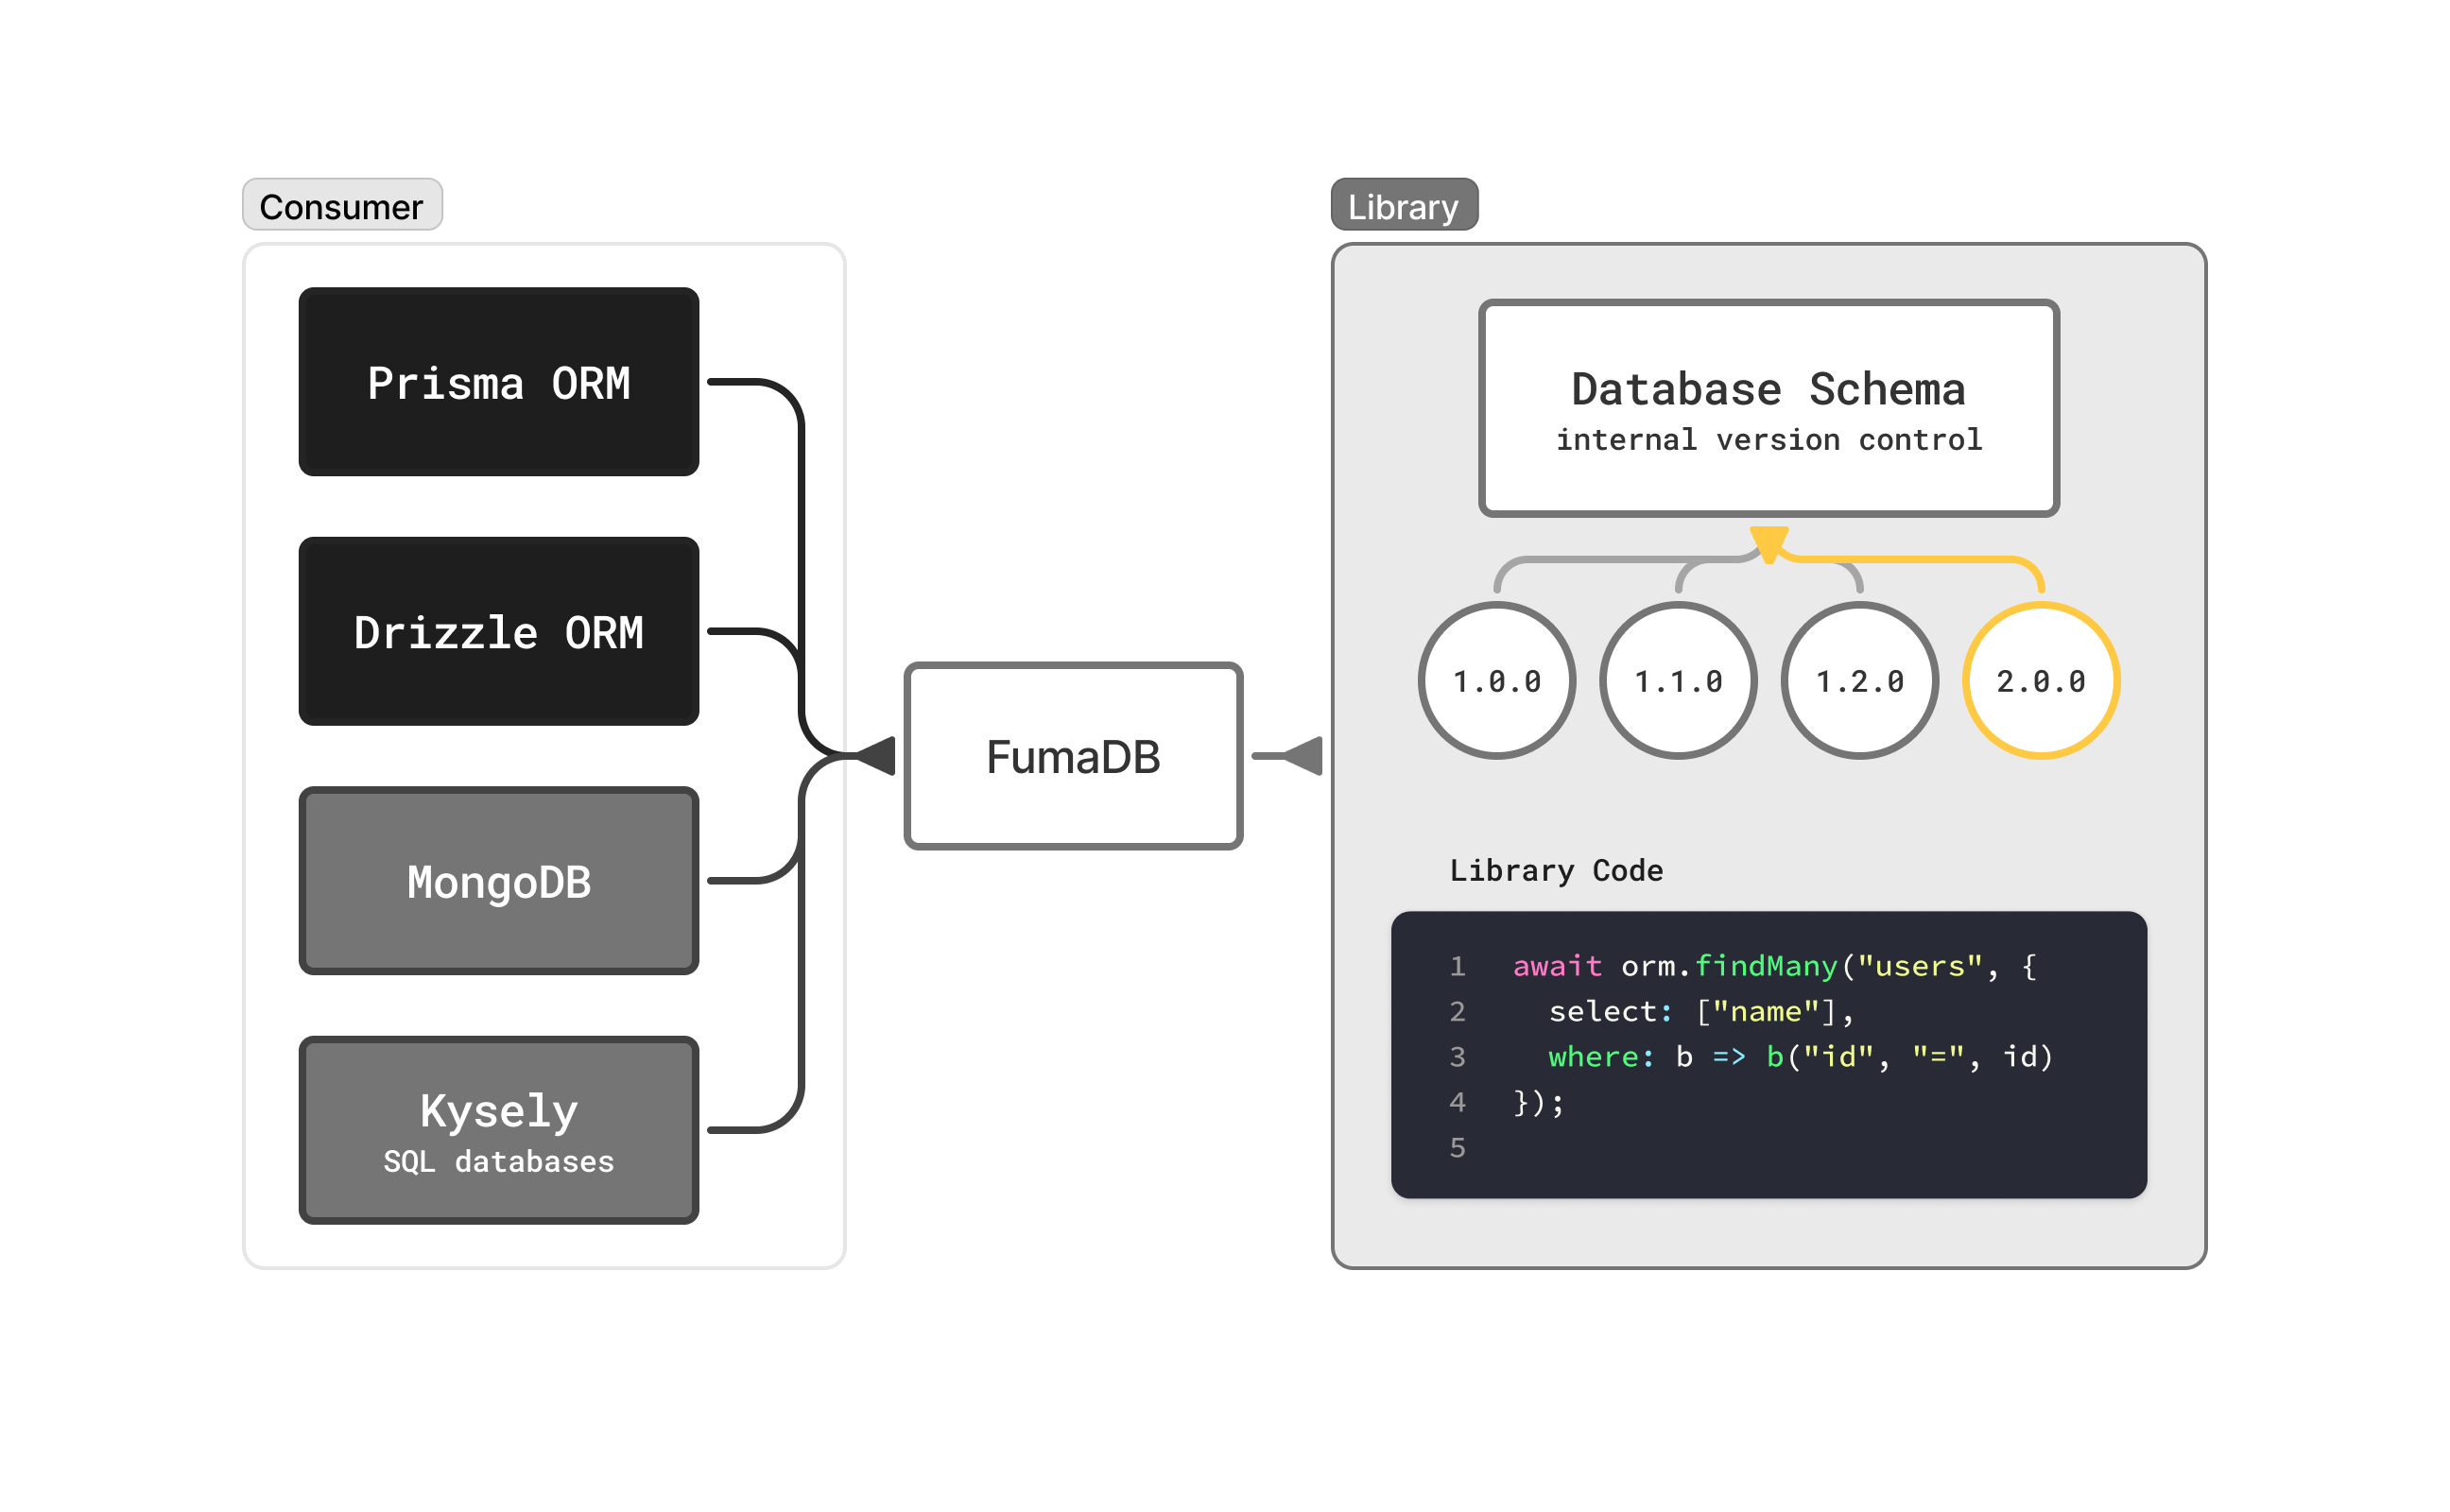 Consumer
Prisma ORM
Drizzle ORM
MongoDB
Kysely
SQL databases
FumaDB
Library
Database Schema
internal version control
1.0.0
1.1.0
1.2.0
2.0.0
Library Code
1 await orm.findMany("users", {
2   select: ["name"],
3   where: b => b("id", "=", id)
4 });
5